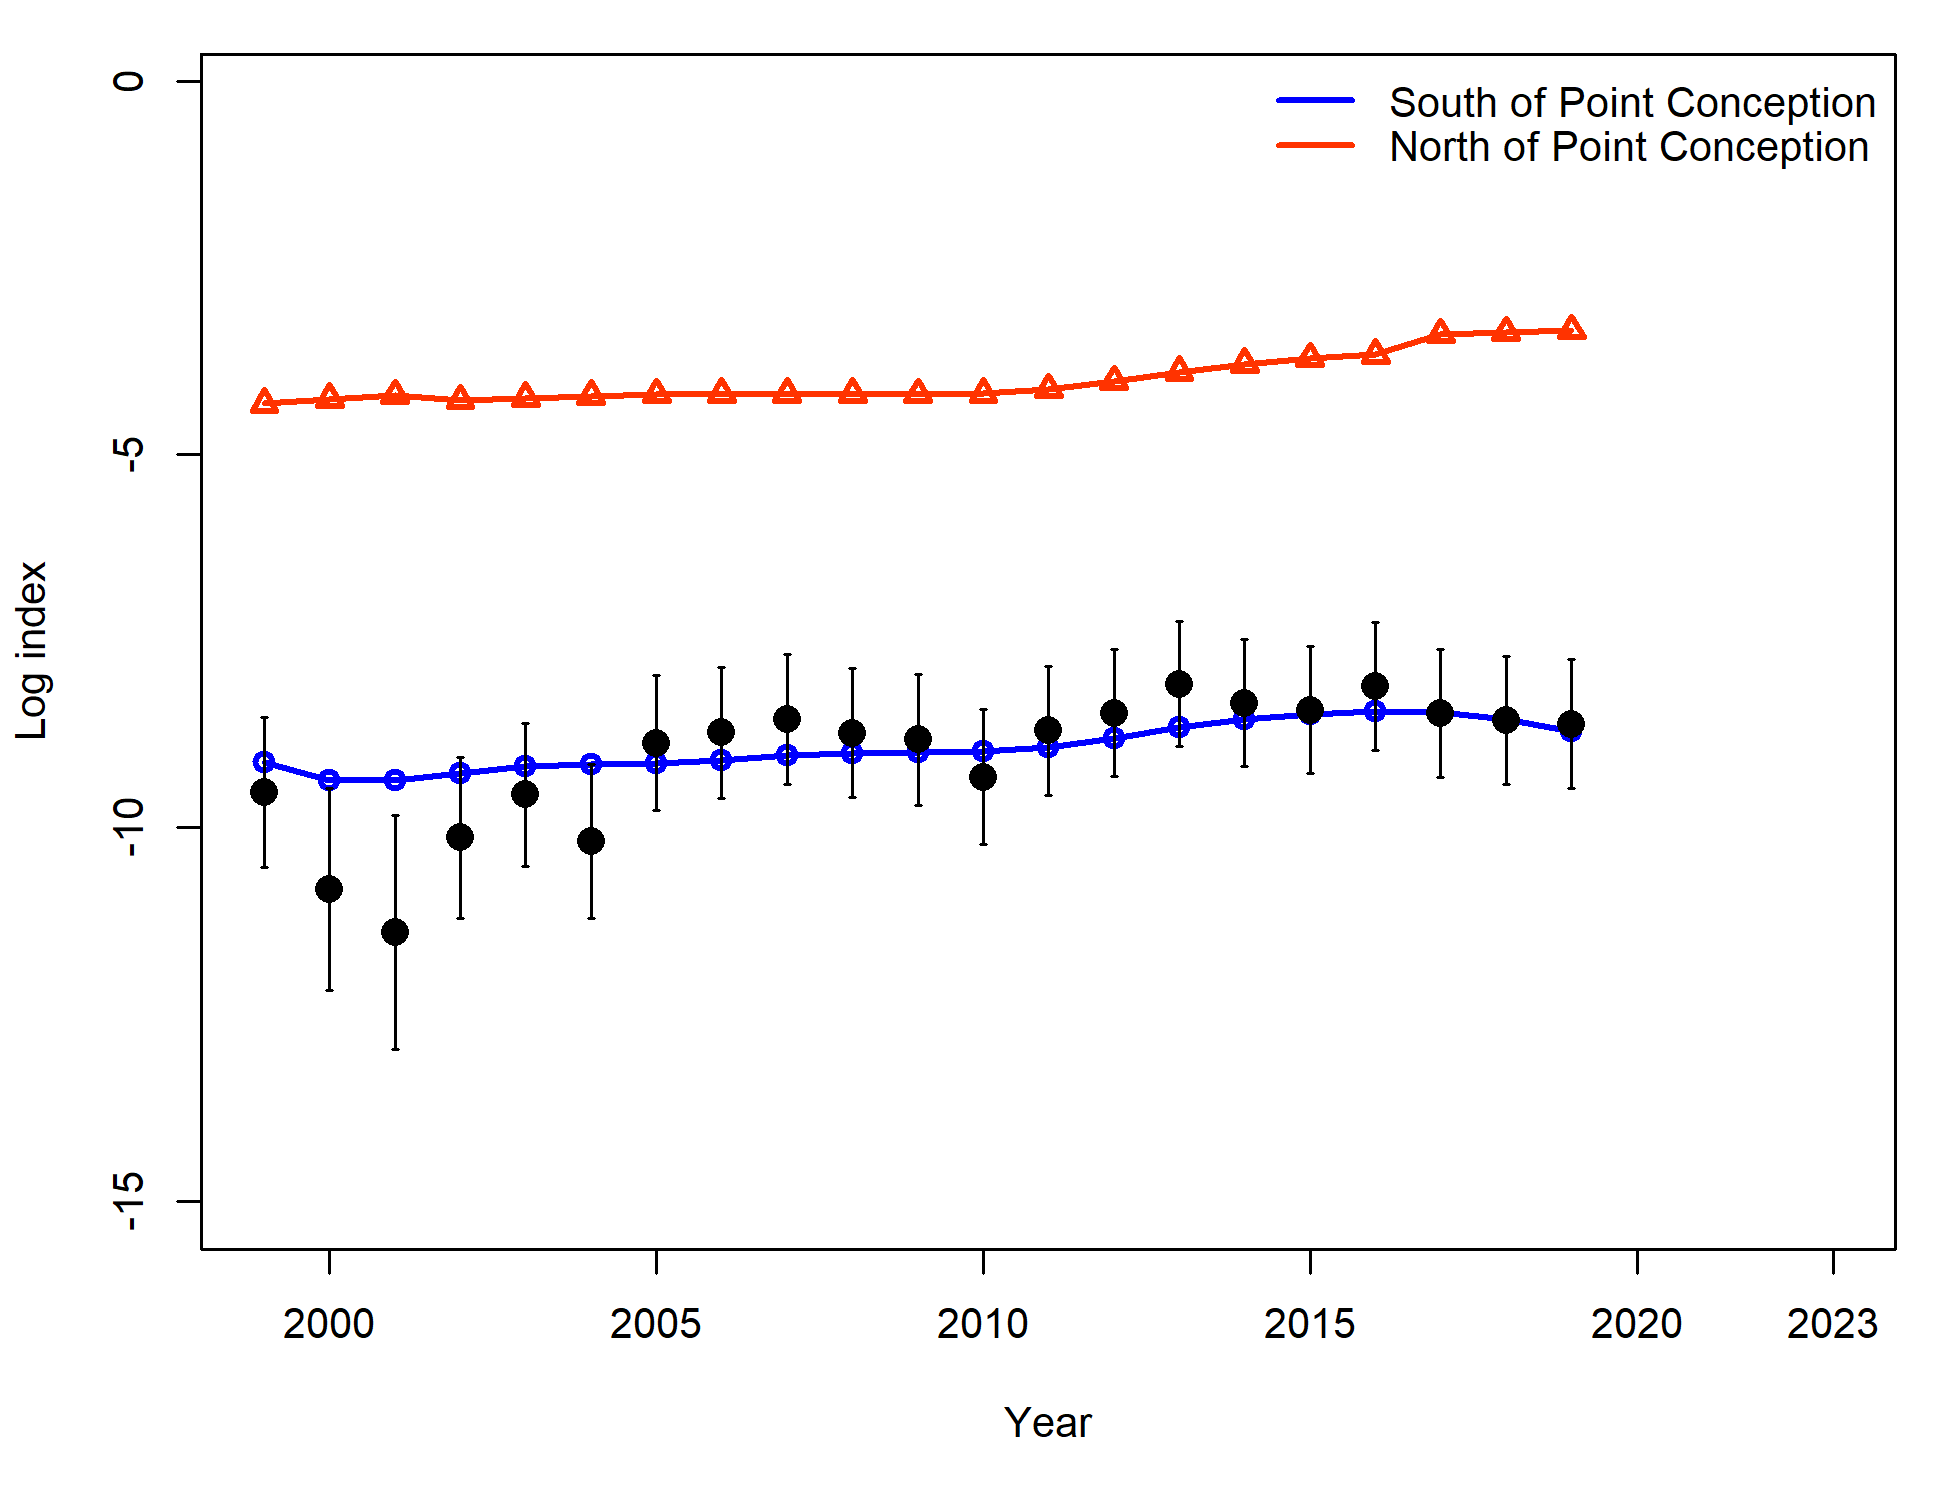 South of Point Conception
North of Point Conception
0
-5
-10
-15
Log index
2000 2005 2010 2015 2020 2023
Year